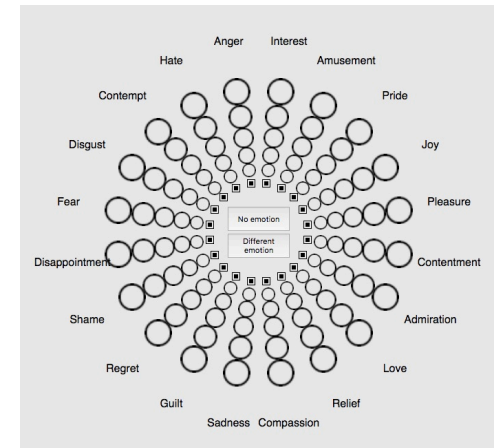 Anger Interest
Hate Amusement
Contempt Pride
Disgust Joy
Fear Pleasure
No emotion
Different
emotion
Disappointment Contentment
Shame Admiration
Regret Love
Guilt Relief
Sadness Compassion